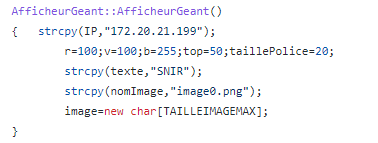 AfficheurGeant::AfficheurGeant()
{   strcpy(IP,"172.20.21.199");
r=100;v=100;b=255;top=50;taillePolice=20;
strcpy(texte,"SNIR");
strcpy(nomImage,"image0.png");
image=new char[TAILLEIMAGEMAX];
}